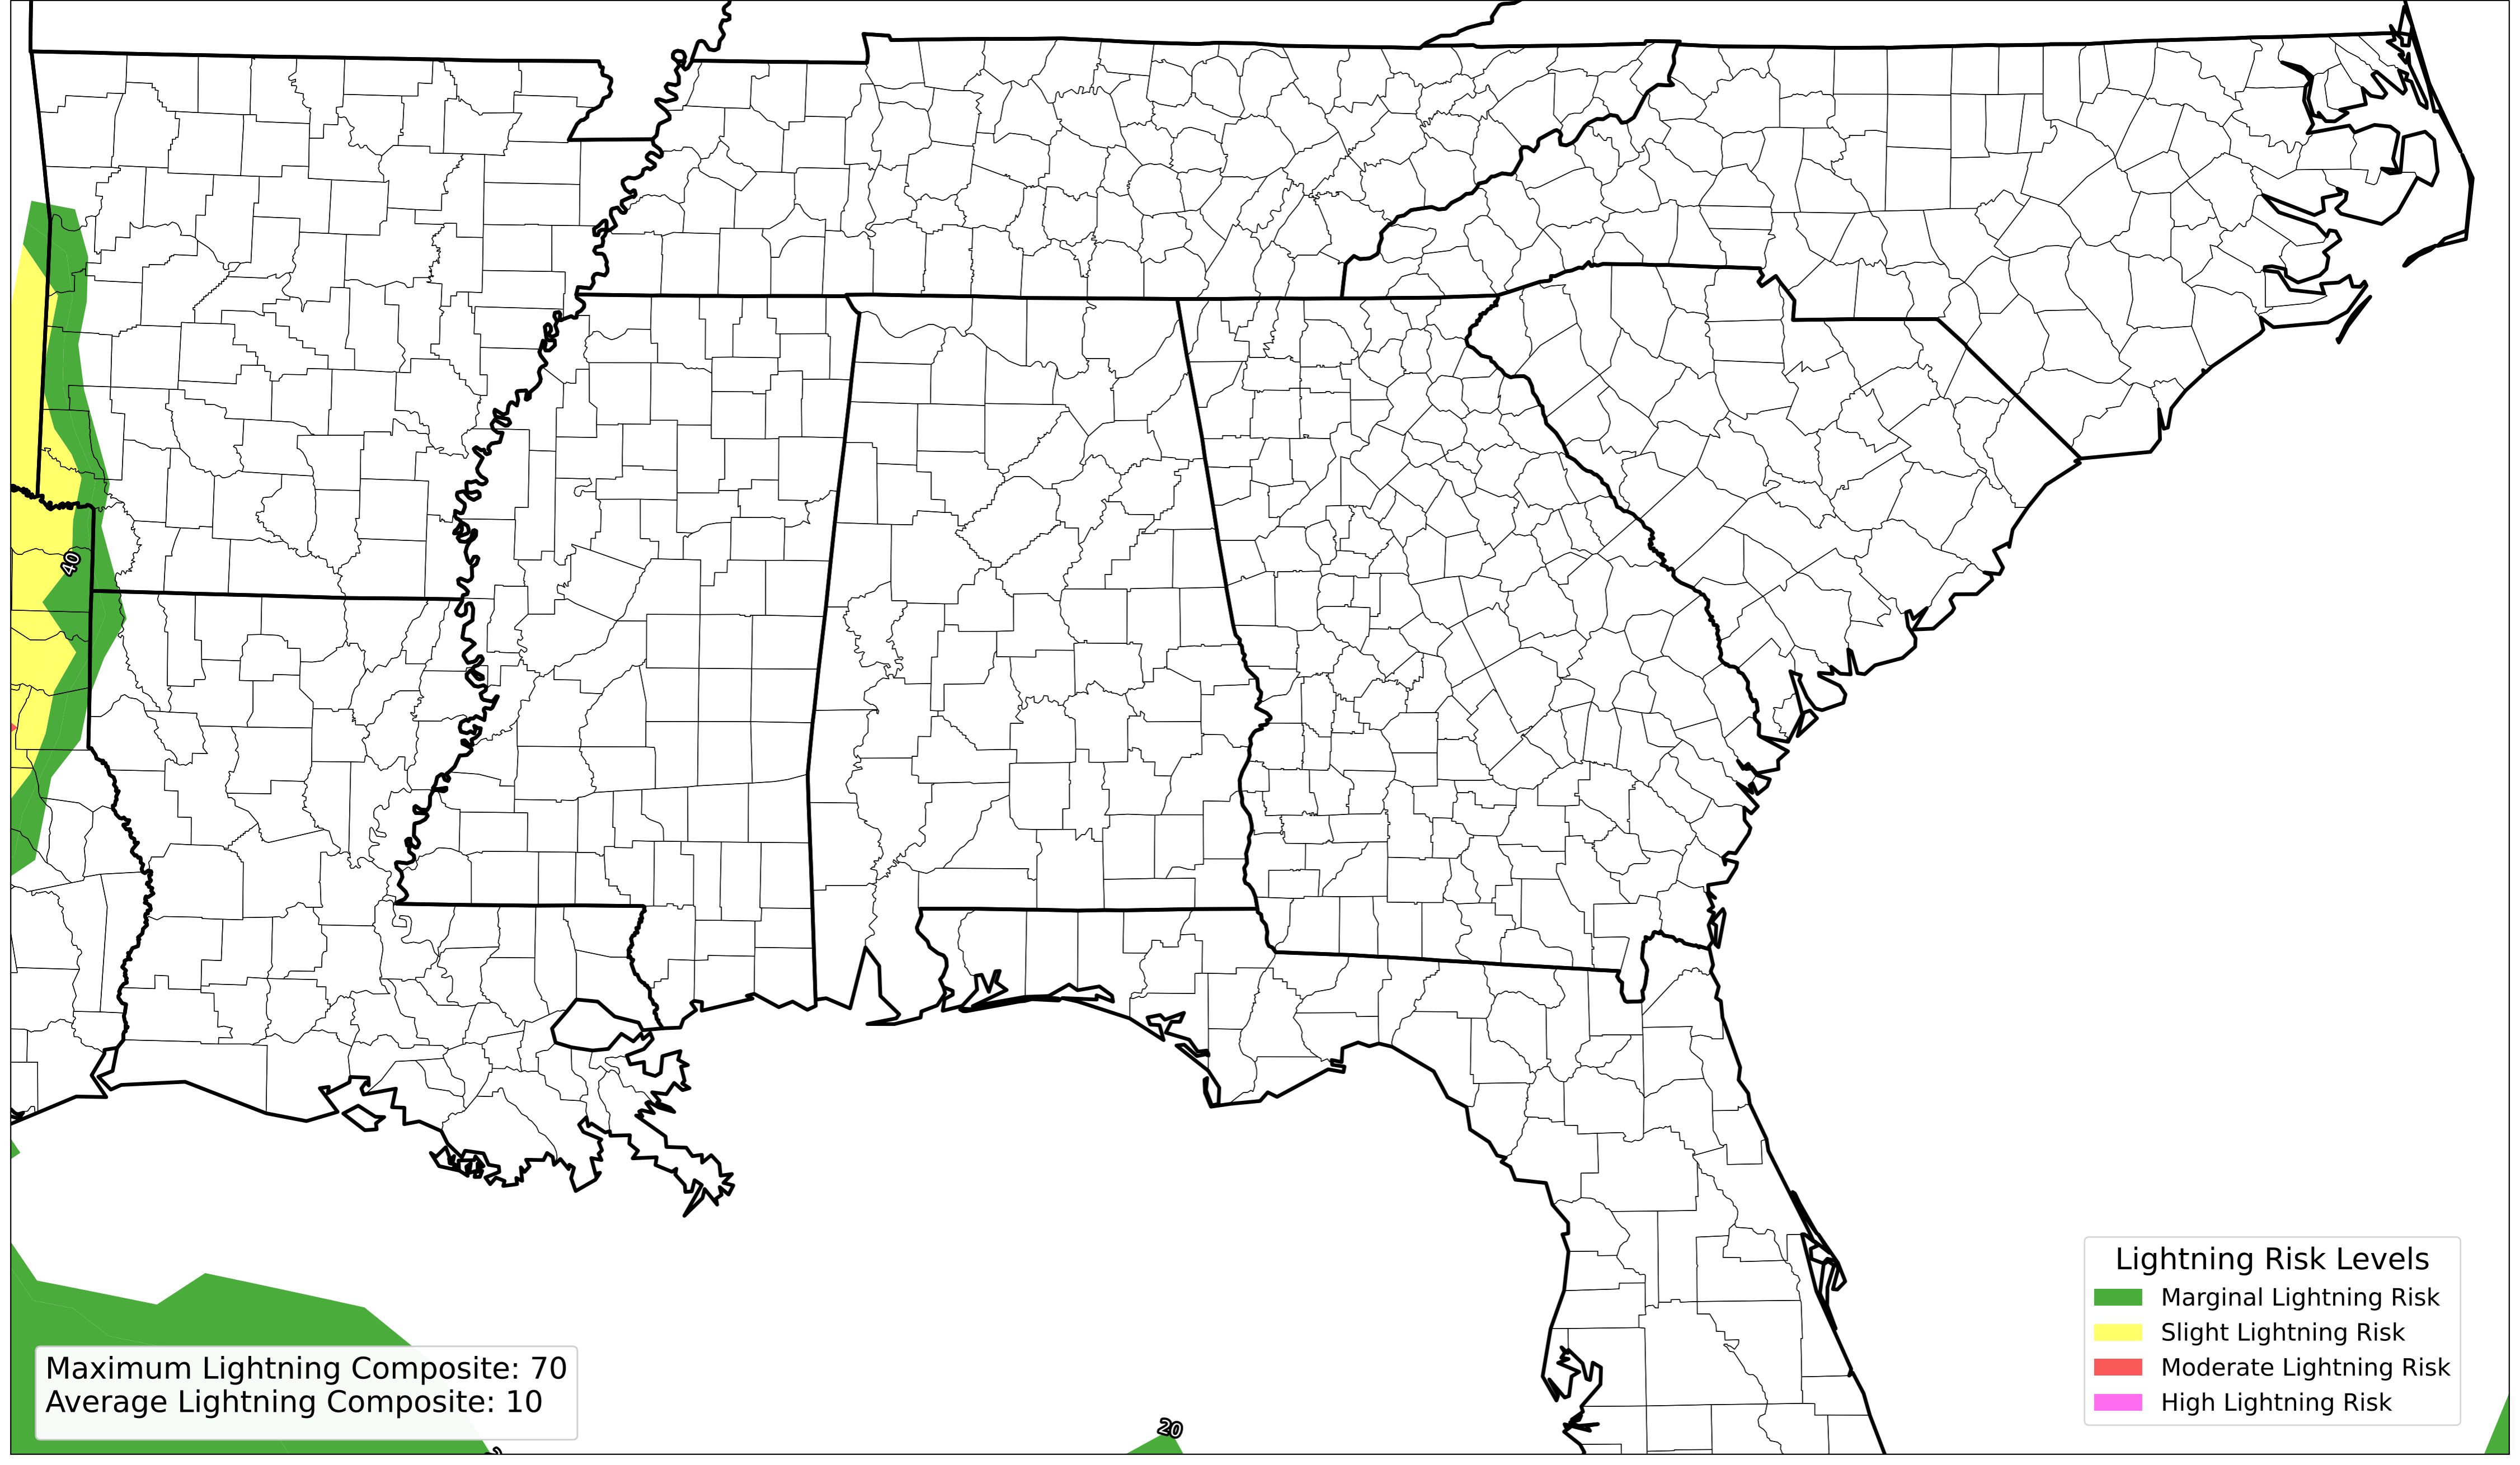 40
Lightning Risk Levels
Marginal Lightning Risk
Slight Lightning Risk
Moderate Lightning Risk
High Lightning Risk
Maximum Lightning Composite: 70
Average Lightning Composite: 10
20